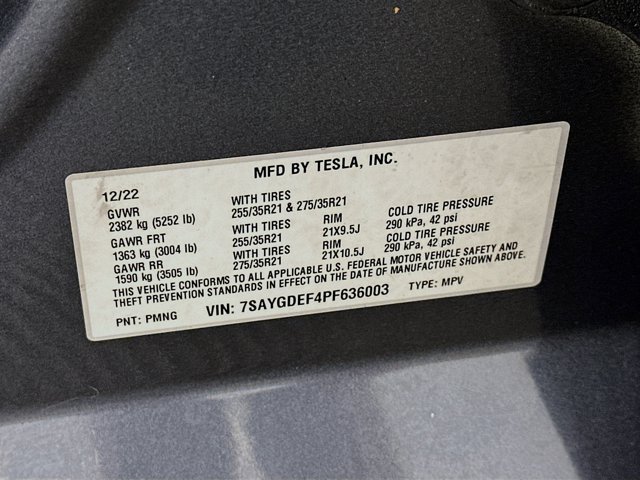 MFD BY TESLA, INC.
12/22
GVWR WITH TIRES
2382 kg (5252 lb) 255/35R21 & 275/35R21
GAWR FRT WITH TIRES RIM COLD TIRE PRESSURE
1363 kg (3004 lb) 255/35R21 21X9.5J 290 kPa, 42 psi
GAWR RR WITH TIRES RIM COLD TIRE PRESSURE
1590 kg (3505 lb) 275/35R21 21X10.5J 290 kPa, 42 psi
THIS VEHICLE CONFORMS TO ALL APPLICABLE U.S. FEDERAL MOTOR VEHICLE SAFETY AND
THEFT PREVENTION STANDARDS IN EFFECT ON THE DATE OF MANUFACTURE SHOWN ABOVE.
PNT: PMNG VIN: 7SAYGDEF4PF636003 TYPE: MPV